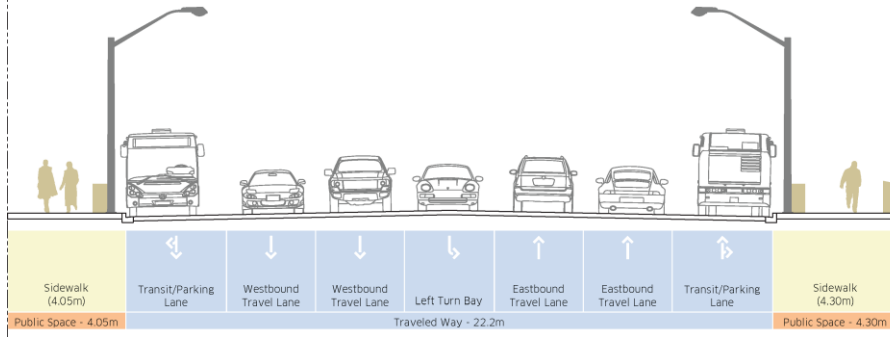 Sidewalk
(4.05m)
Transit/Parking
Lane
Westbound
Travel Lane
Westbound
Travel Lane
Left Turn Bay
Eastbound
Travel Lane
Eastbound
Travel Lane
Transit/Parking
Lane
Sidewalk
(4.30m)
Public Space - 4.05m
Traveled Way - 22.2m
Public Space - 4.30m